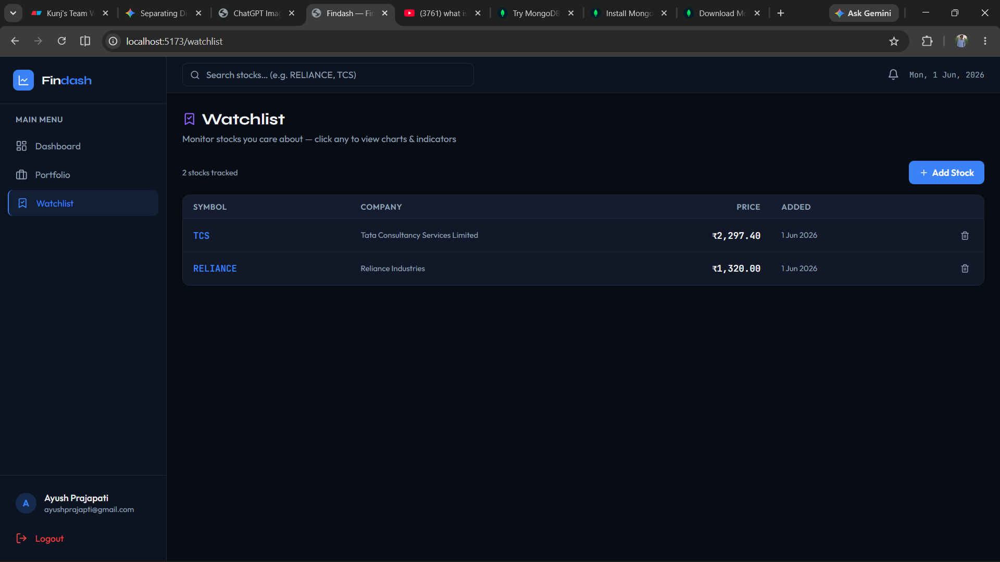 Kunj's Team W
Separating Di
ChatGPT Imag
Findash — Fin
(3761) what is
Try MongoDB
Install Mongo
Download Mo
Ask Gemini
localhost:5173/watchlist
Findash
Search stocks... (e.g. RELIANCE, TCS)
Mon, 1 Jun, 2026
MAIN MENU
Dashboard
Portfolio
Watchlist
Watchlist
Monitor stocks you care about — click any to view charts & indicators
2 stocks tracked
+ Add Stock
SYMBOL COMPANY PRICE ADDED
TCS Tata Consultancy Services Limited ₹2,297.40 1 Jun 2026
RELIANCE Reliance Industries ₹1,320.00 1 Jun 2026
A
Ayush Prajapati
ayushprajapti@gmail.com
Logout